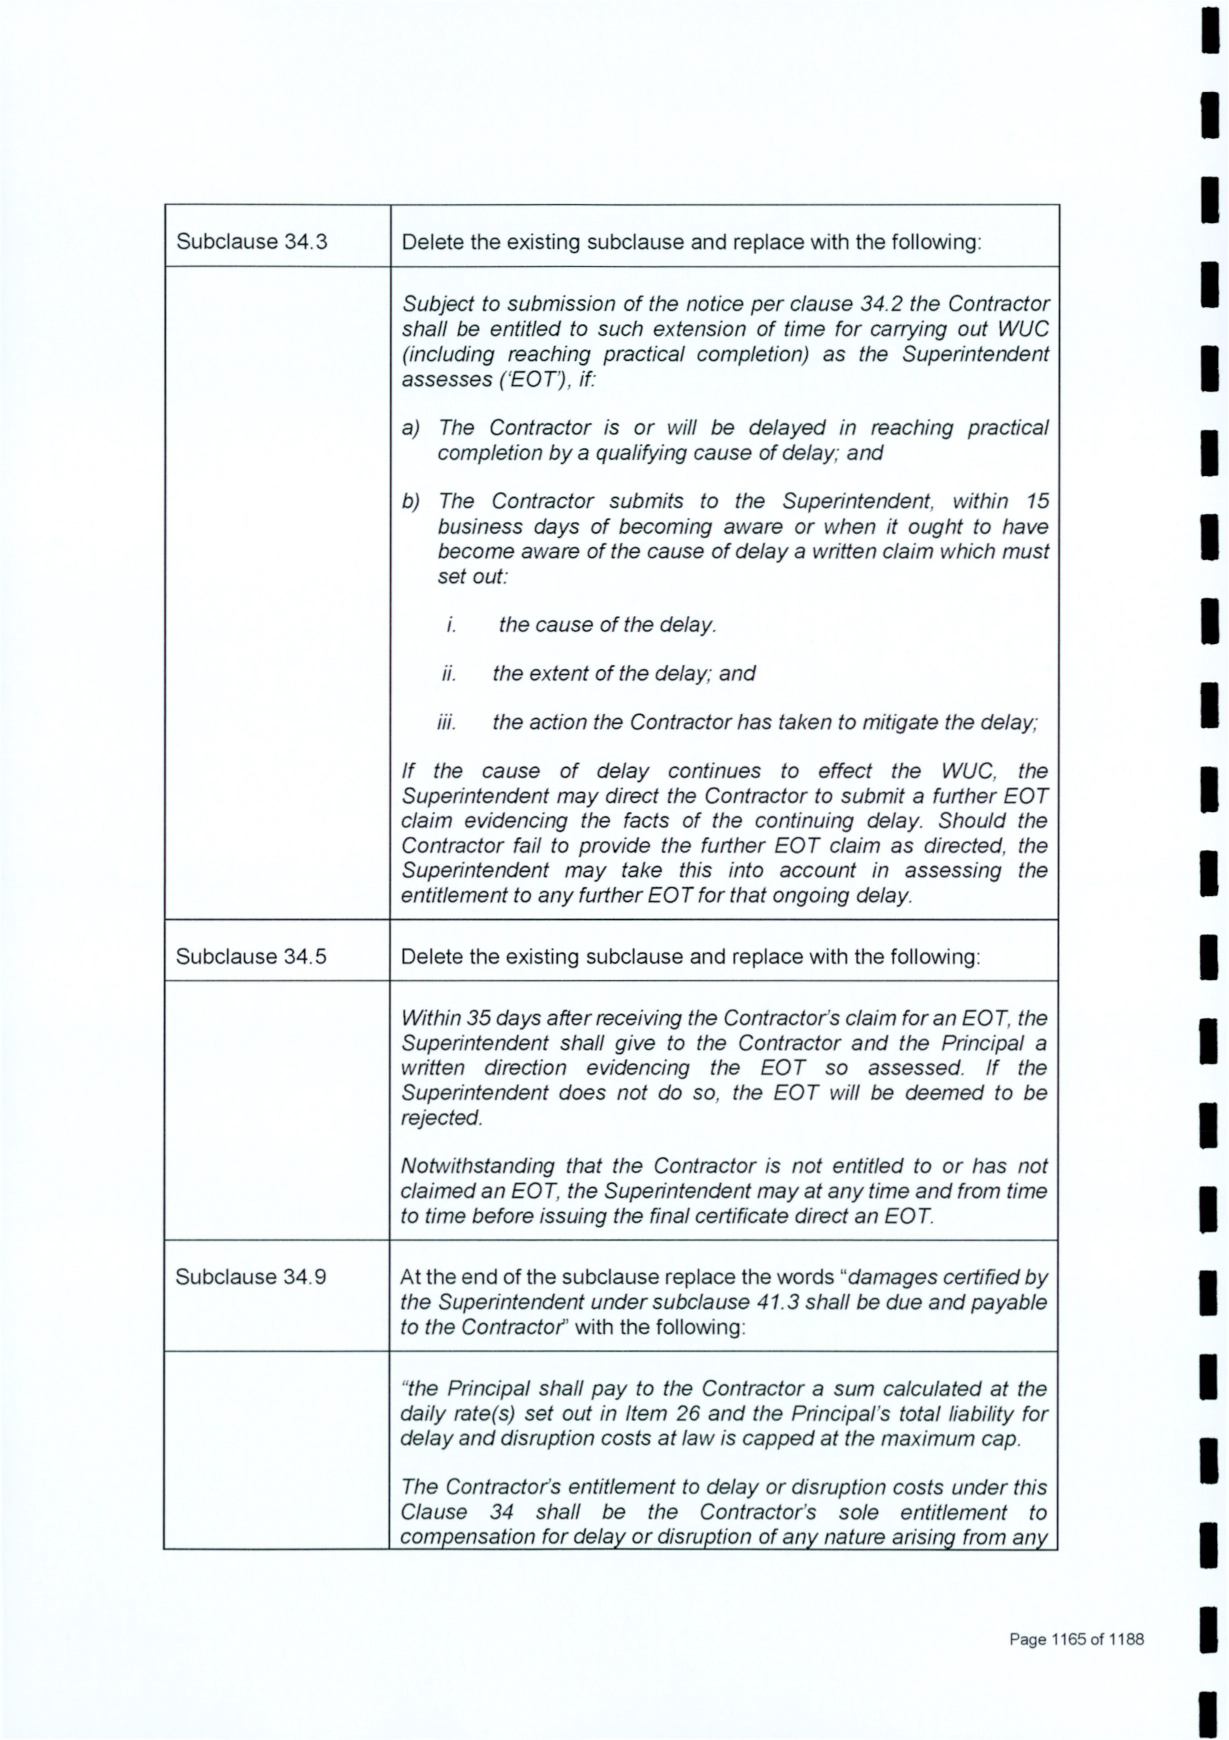 Subclause 34.3
Delete the existing subclause and replace with the following:
Subject to submission of the notice per clause 34.2 the Contractor
shall be entitled to such extension of time for carrying out WUC
(including reaching practical completion) as the Superintendent
assesses (‘EOT’), if:
a) The Contractor is or will be delayed in reaching practical
completion by a qualifying cause of delay; and
b) The Contractor submits to the Superintendent, within 15
business days of becoming aware or when it ought to have
become aware of the cause of delay a written claim which must
set out:
i. the cause of the delay.
ii. the extent of the delay; and
iii. the action the Contractor has taken to mitigate the delay;
If the cause of delay continues to effect the WUC, the
Superintendent may direct the Contractor to submit a further EOT
claim evidencing the facts of the continuing delay. Should the
Contractor fail to provide the further EOT claim as directed, the
Superintendent may take this into account in assessing the
entitlement to any further EOT for that ongoing delay.
Subclause 34.5
Delete the existing subclause and replace with the following:
Within 35 days after receiving the Contractor’s claim for an EOT, the
Superintendent shall give to the Contractor and the Principal a
written direction evidencing the EOT so assessed. If the
Superintendent does not do so, the EOT will be deemed to be
rejected.
Notwithstanding that the Contractor is not entitled to or has not
claimed an EOT, the Superintendent may at any time and from time
to time before issuing the final certificate direct an EOT.
Subclause 34.9
At the end of the subclause replace the words “damages certified by
the Superintendent under subclause 41.3 shall be due and payable
to the Contractor” with the following:
“the Principal shall pay to the Contractor a sum calculated at the
daily rate(s) set out in Item 26 and the Principal’s total liability for
delay and disruption costs at law is capped at the maximum cap.
The Contractor’s entitlement to delay or disruption costs under this
Clause 34 shall be the Contractor’s sole entitlement to
compensation for delay or disruption of any nature arising from any
Page 1165 of 1188